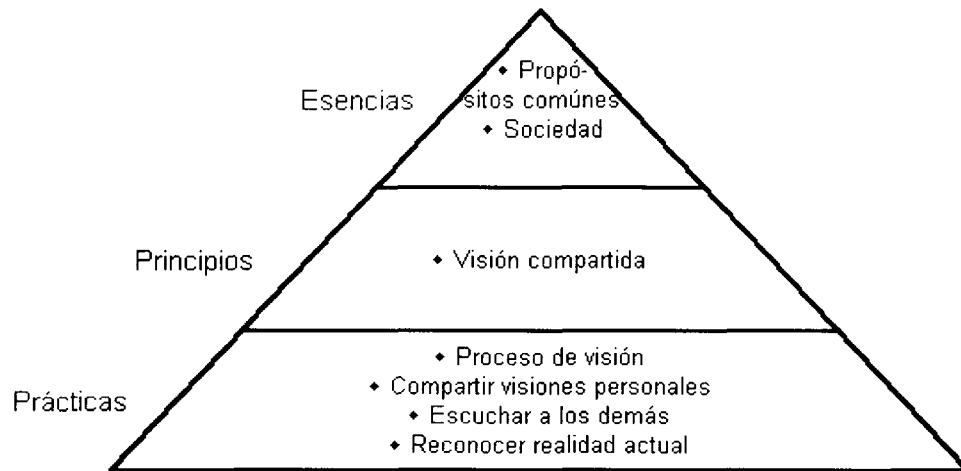 Esencias
♦ Propó-
sitos comúnes
♦ Sociedad
Principios
♦ Visión compartida
Prácticas
♦ Proceso de visión
♦ Compartir visiones personales
♦ Escuchar a los demás
♦ Reconocer realidad actual